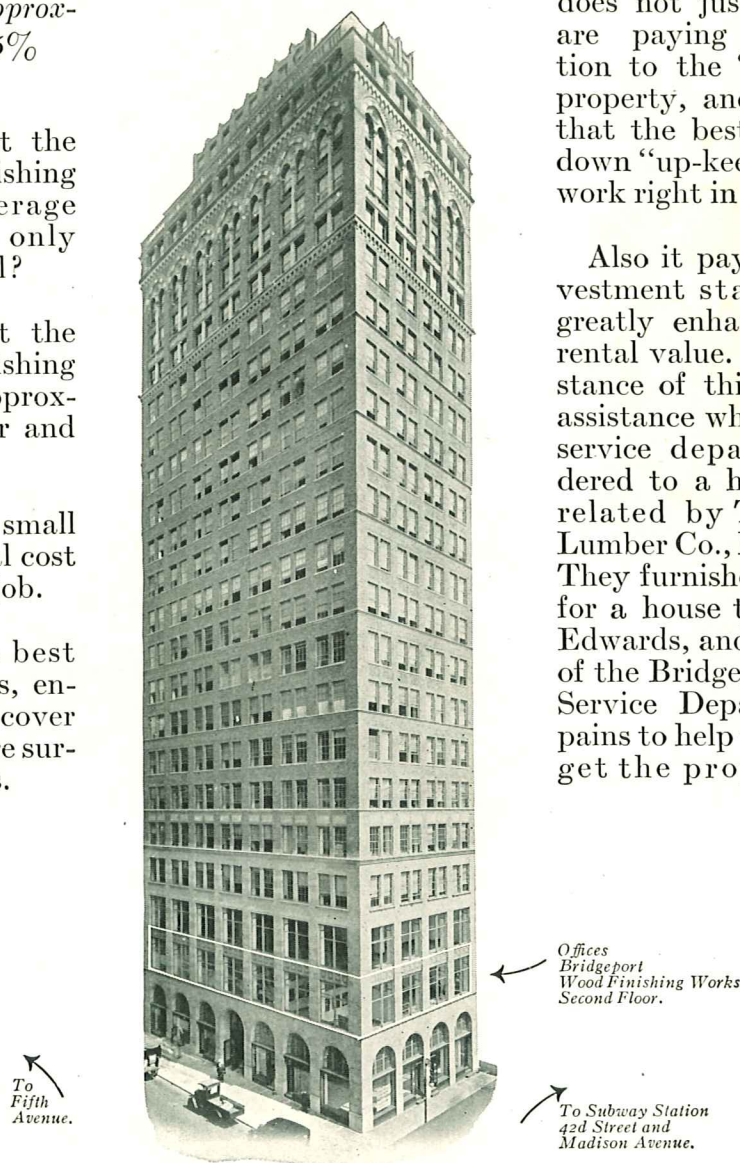 pprox-
5%
t the
shing
erage
only
l?
t the
shing
pprox-
r and
small
l cost
ob.
best
s, en-
cover
e sur-
s.
To
Fifth
Avenue.
does not jus
are paying
tion to the "
property, and
that the best
down "up-kee
work right in
Also it pay
vestment sta
greatly enha
rental value.
stance of thi
assistance wh
service depa
dered to a h
related by T
Lumber Co.,
They furnishe
for a house t
Edwards, and
of the Bridge
Service Depa
pains to help
get the pro
Offices
Bridgeport
Wood Finishing Works
Second Floor.
To Subway Station
42d Street and
Madison Avenue.